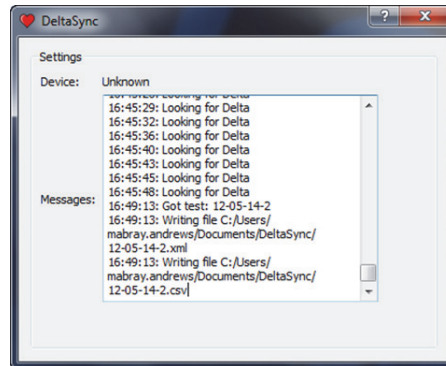 DeltaSync
?
X
Settings
Device: Unknown
Messages:
Looking for Delta
16:45:29: Looking for Delta
16:45:32: Looking for Delta
16:45:36: Looking for Delta
16:45:40: Looking for Delta
16:45:43: Looking for Delta
16:45:45: Looking for Delta
16:45:48: Looking for Delta
16:49:13: Got test: 12-05-14-2
16:49:13: Writing file C:/Users/
mabray.andrews/Documents/DeltaSync/
12-05-14-2.xml
16:49:13: Writing file C:/Users/
mabray.andrews/Documents/DeltaSync/
12-05-14-2.csv